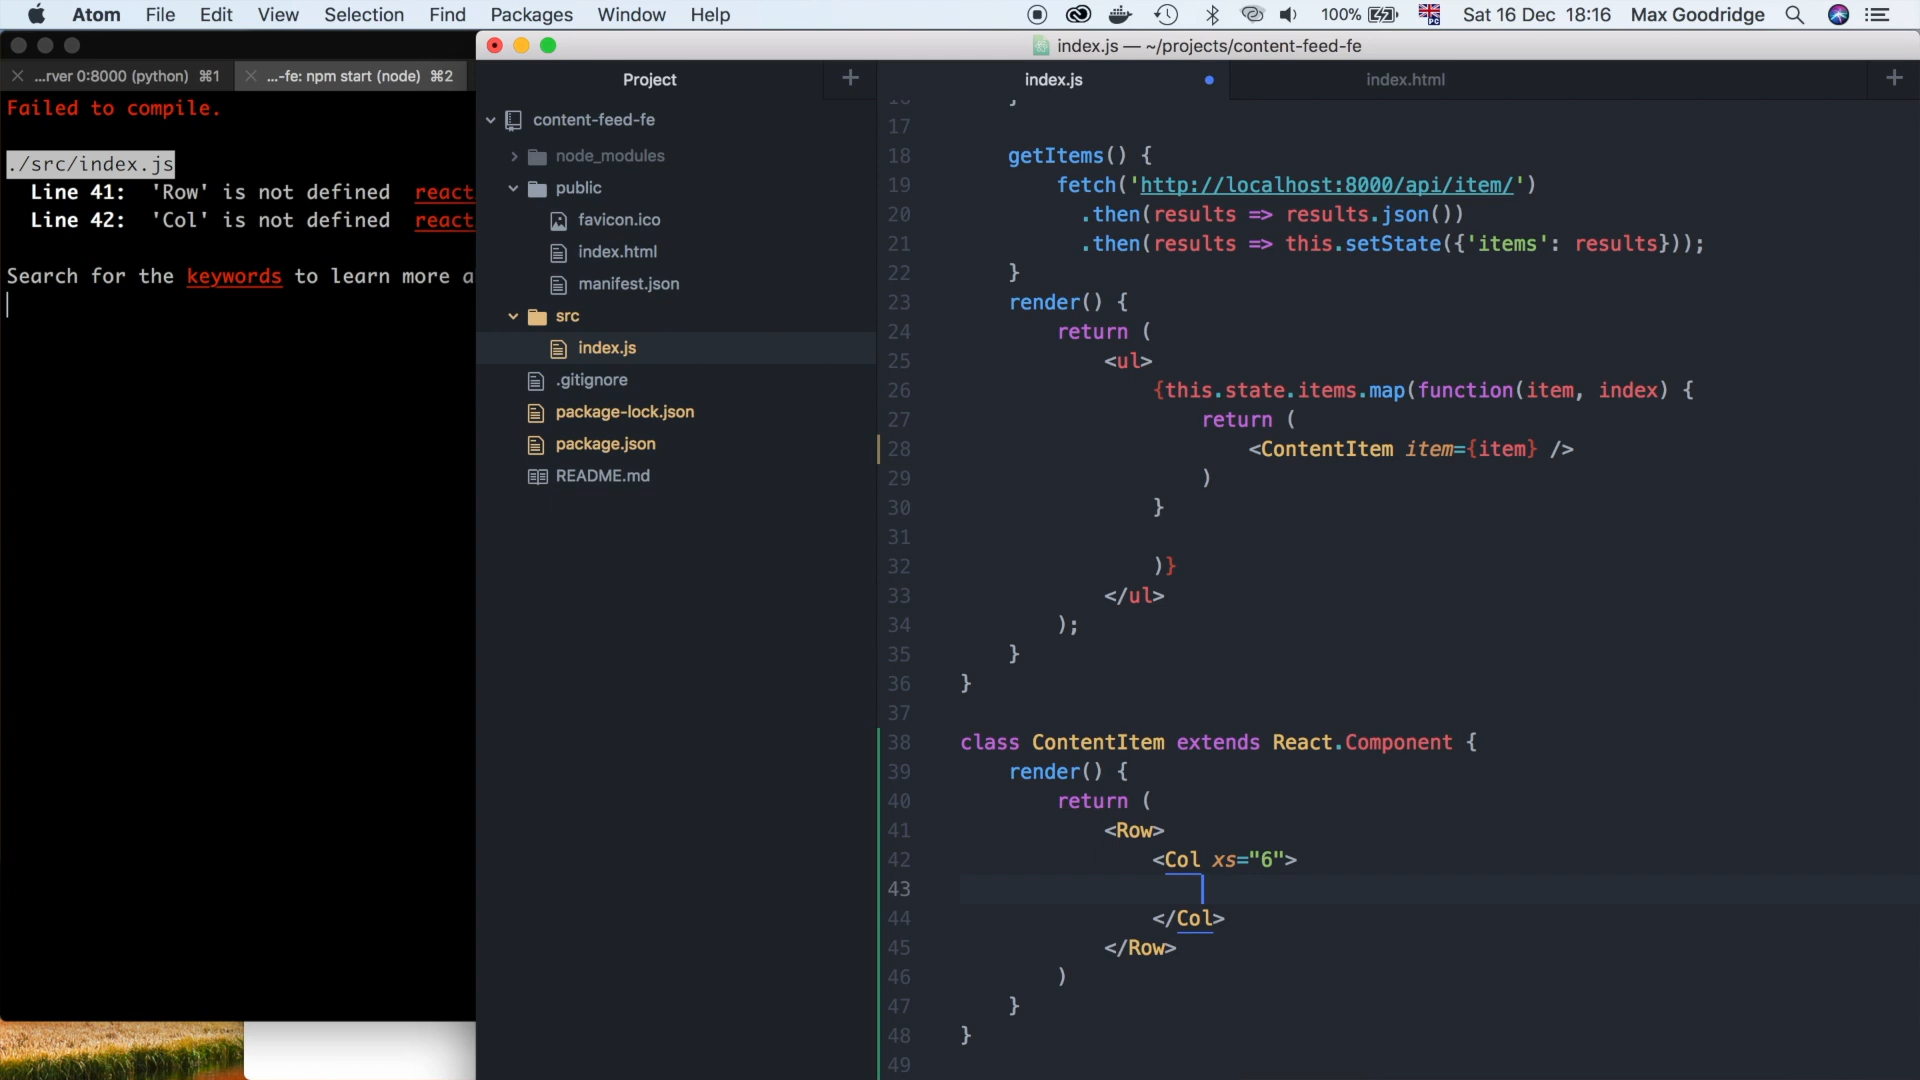 Atom File Edit View Selection Find Packages Window Help 100% Sat 16 Dec 18:16 Max Goodridge
index.js — ~/projects/content-feed-fe
...rver 0:8000 (python) ⌘1 ...-fe: npm start (node) ⌘2
Failed to compile.
./src/index.js
Line 41: 'Row' is not defined react
Line 42: 'Col' is not defined react
Search for the keywords to learn more a
Project
content-feed-fe
node_modules
public
favicon.ico
index.html
manifest.json
src
index.js
.gitignore
package-lock.json
package.json
README.md
index.js index.html
16 }
17
18 getItems() {
19 fetch('http://localhost:8000/api/item/')
20 .then(results => results.json())
21 .then(results => this.setState({'items': results}));
22 }
23 render() {
24 return (
25 <ul>
26 {this.state.items.map(function(item, index) {
27 return (
28 <ContentItem item={item} />
29 )
30 }
31
32 )}
33 </ul>
34 );
35 }
36 }
37
38 class ContentItem extends React.Component {
39 render() {
40 return (
41 <Row>
42 <Col xs="6">
43
44 </Col>
45 </Row>
46 )
47 }
48 }
49